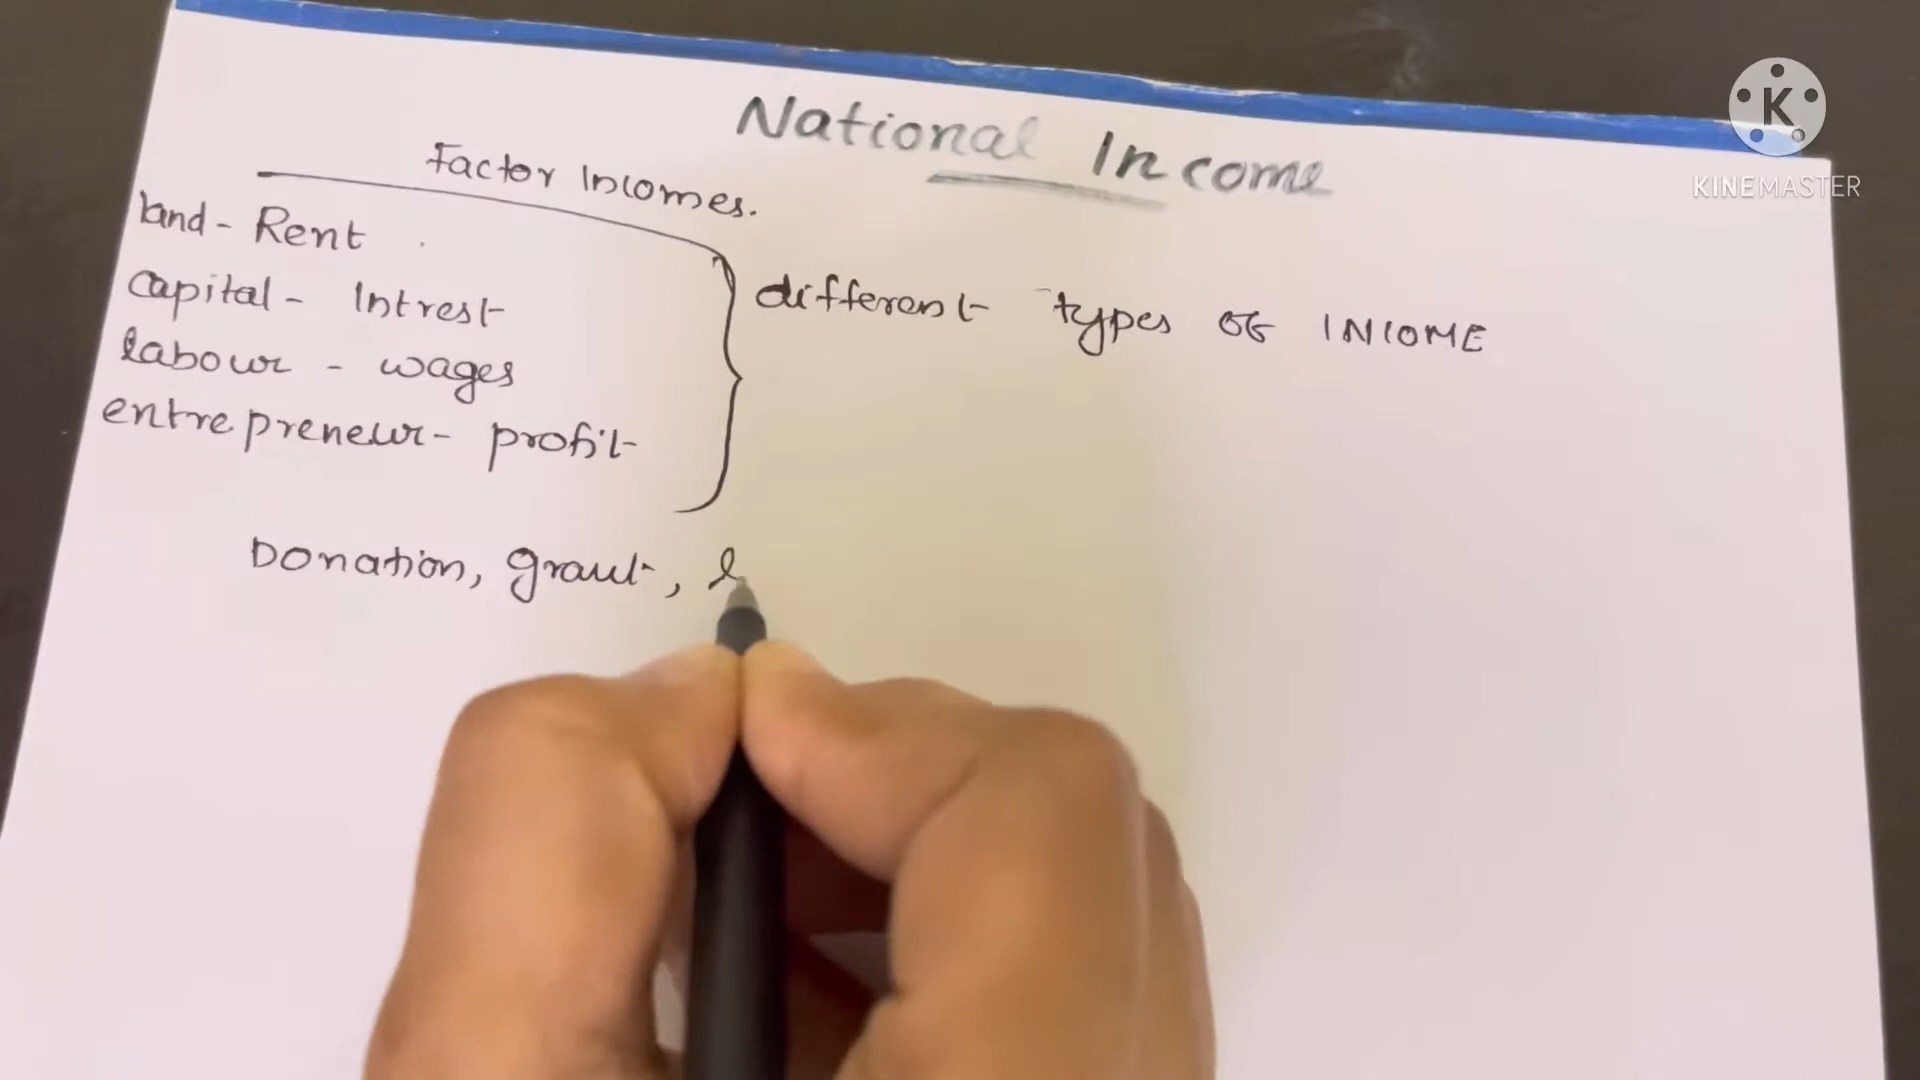 National Income
Factor Incomes.
land - Rent
capital - Intrest
labour - wages
entrepreneur - profit
different types of INCOME
Donation, grant,
KINEMASTER